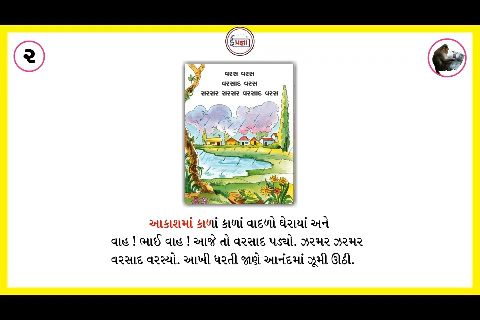 ૨
વરસ વરસ
વરસાદ વરસ
સરસર સરસર વરસાદ વરસ
આકાશમાં કાળાં કાળાં વાદળો ઘેરાયાં અને
વાહ ! ભાઈ વાહ ! આજે તો વરસાદ પડ્યો. ઝરમર ઝરમર
વરસાદ વરસ્યો. આખી ધરતી જાણે આનંદમાં ઝૂમી ઊઠી.